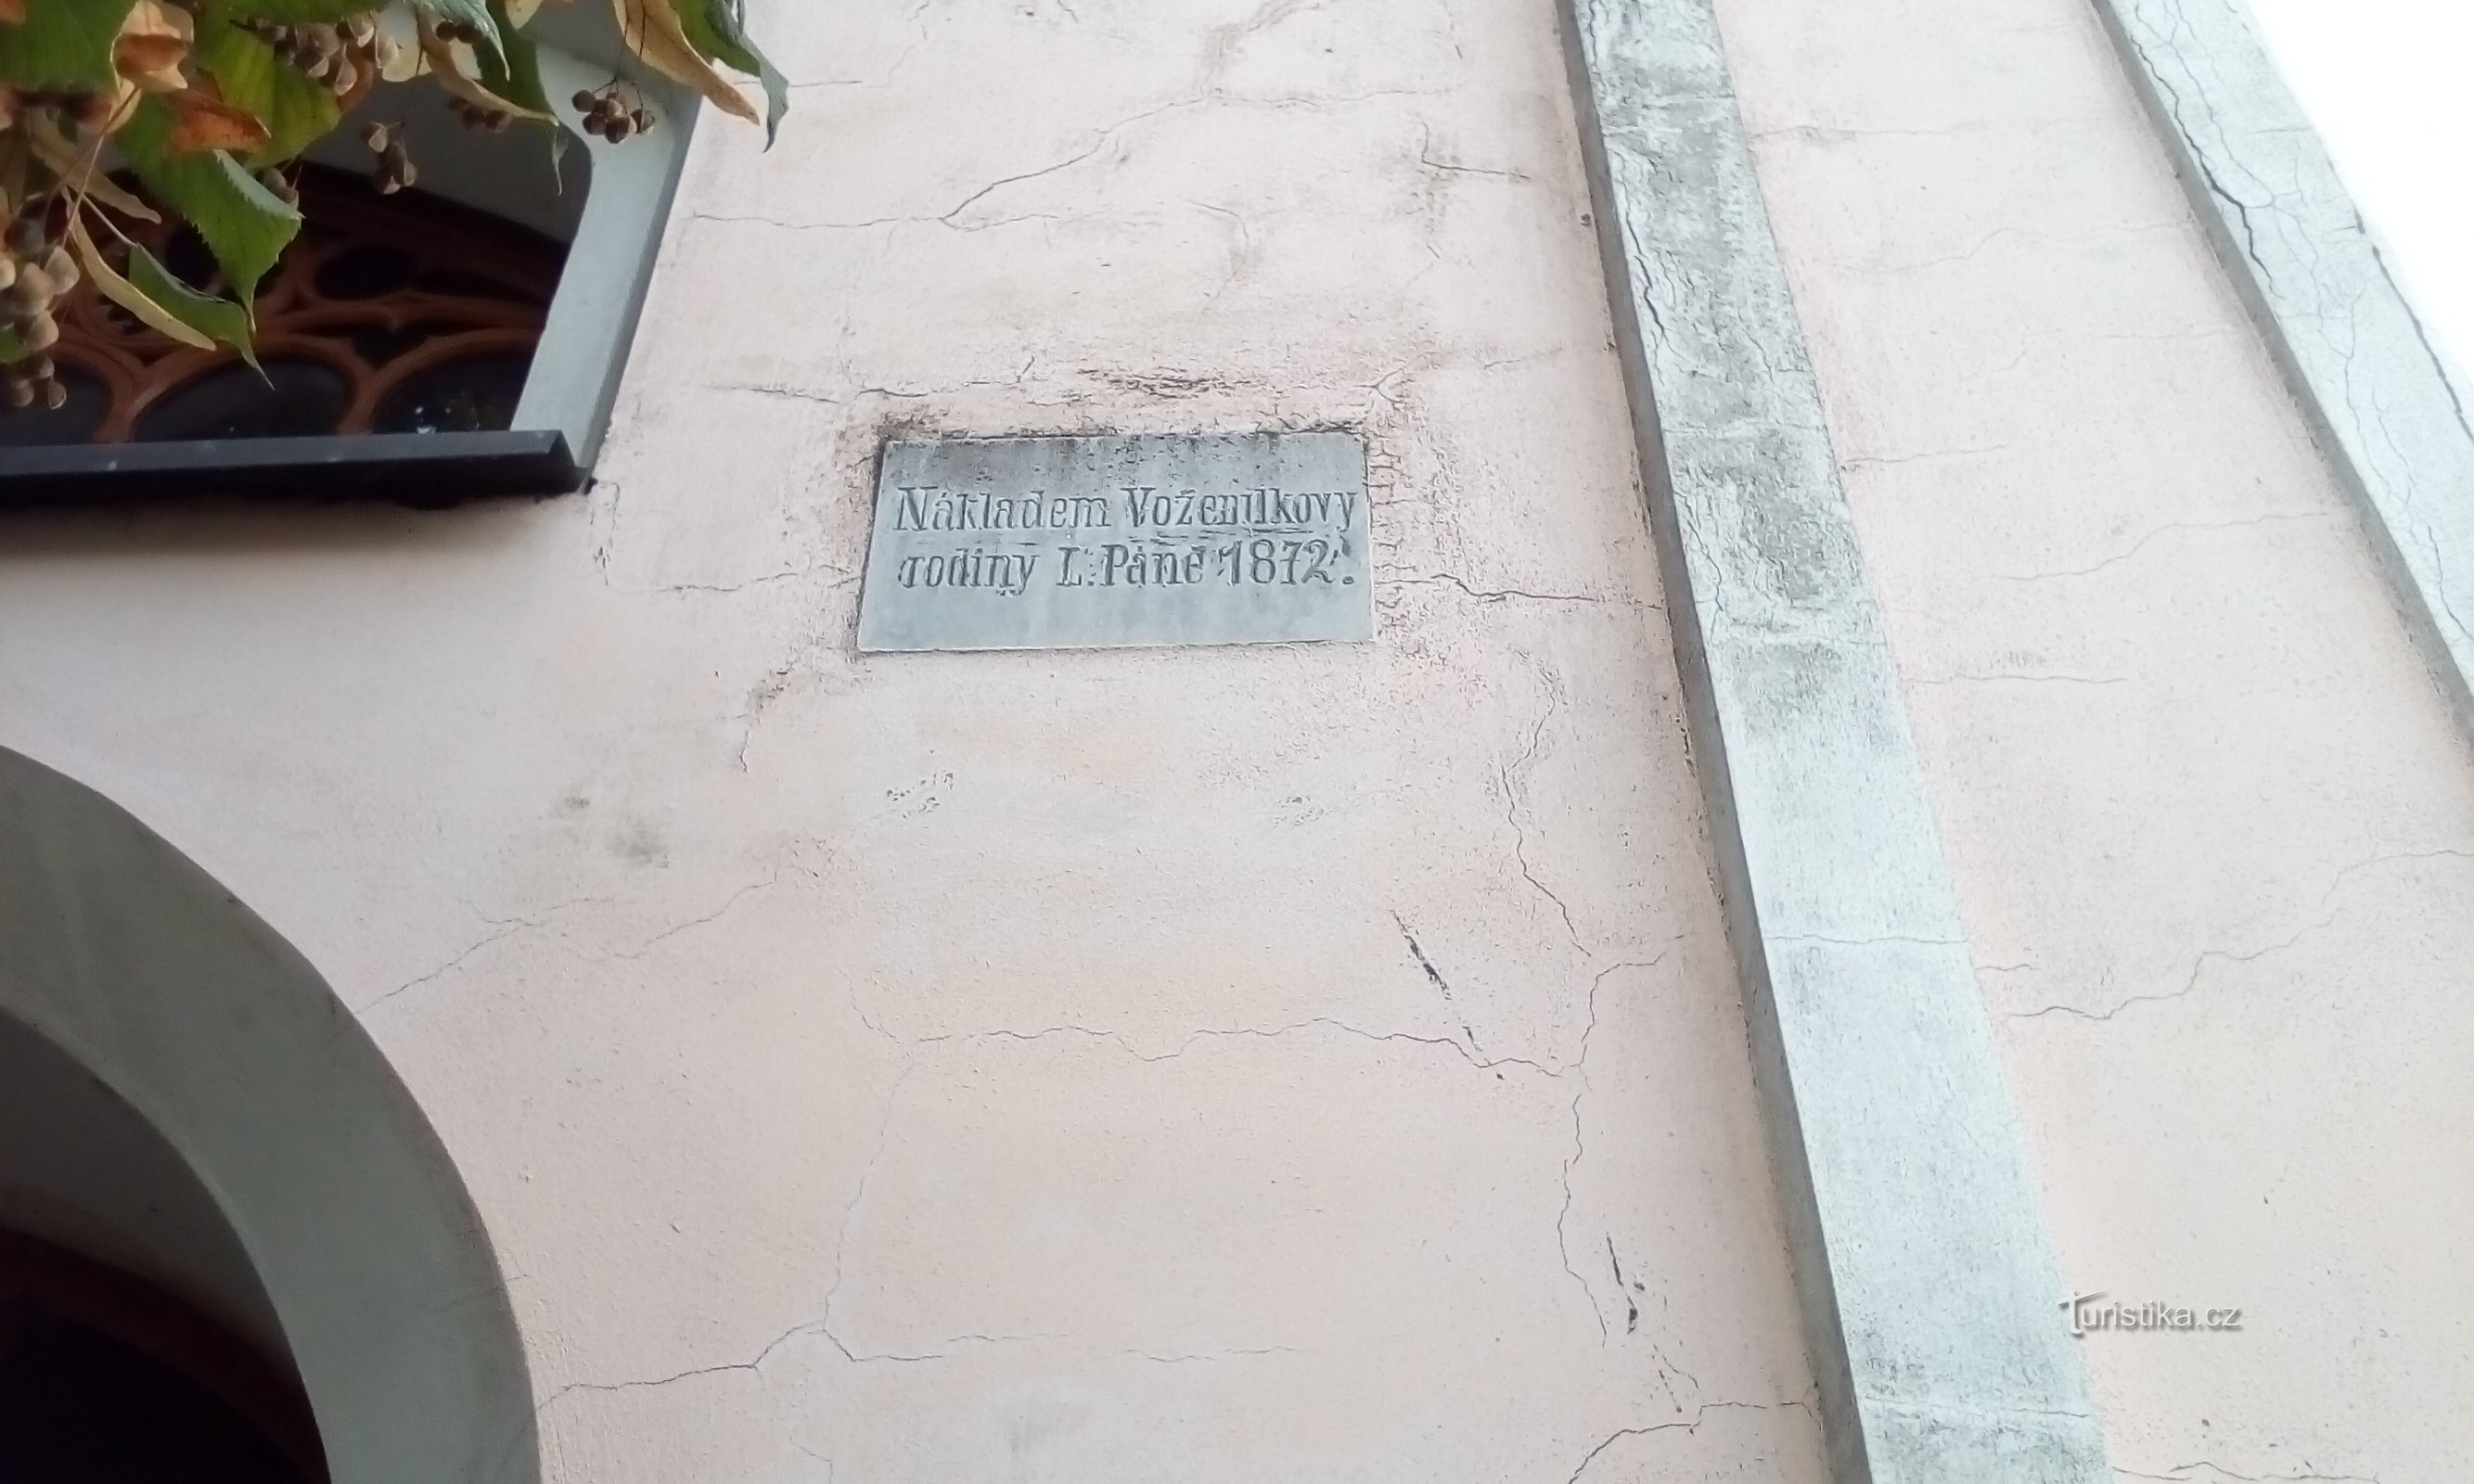 Nákladem Voženílkovy
rodiny L. Páně 1872.
Turistika.cz